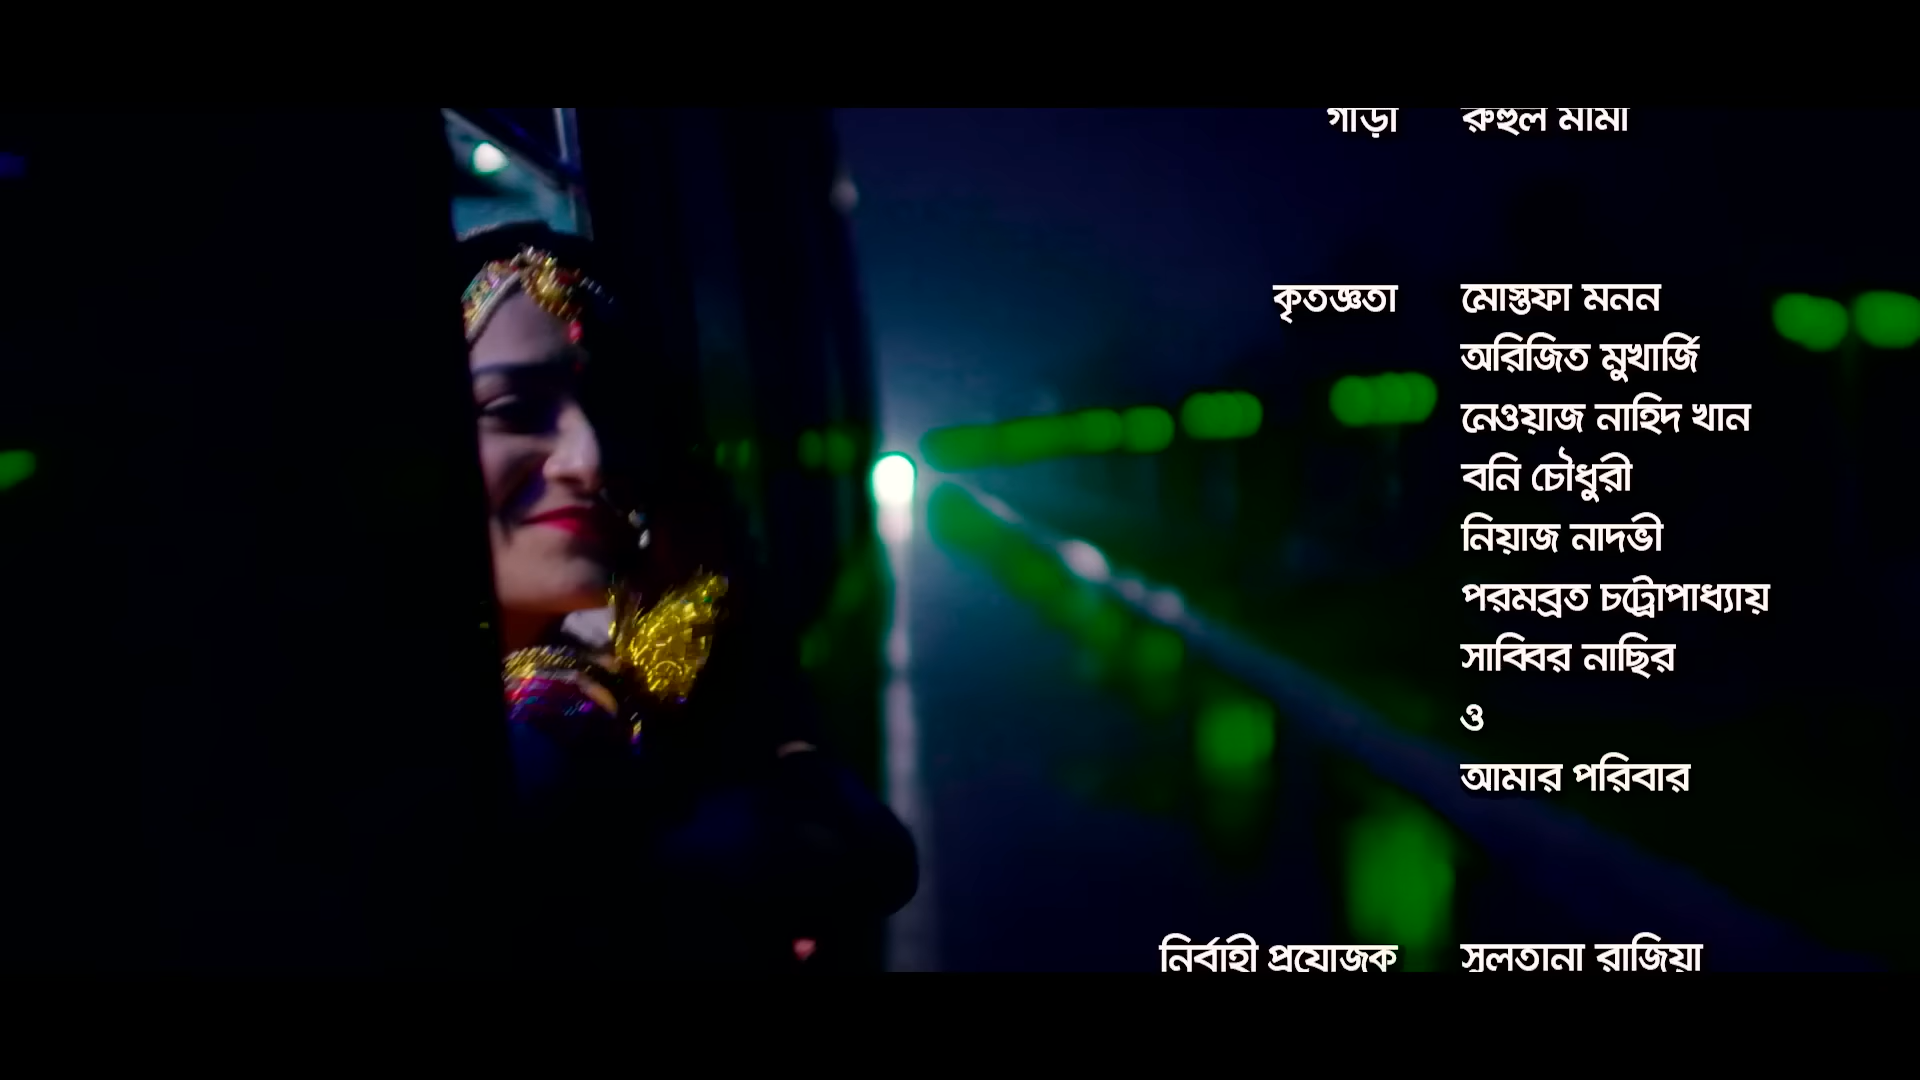 গাড়ী রুহুল মামা
কৃতজ্ঞতা মোস্তফা মনন
অরিজিত মুখার্জি
নেওয়াজ নাহিদ খান
বনি চৌধুরী
নিয়াজ নাদভী
পরমব্রত চট্রোপাধ্যায়
সাব্বির নাছির
ও
আমার পরিবার
নির্বাহী প্রযোজক সুলতানা রাজিয়া